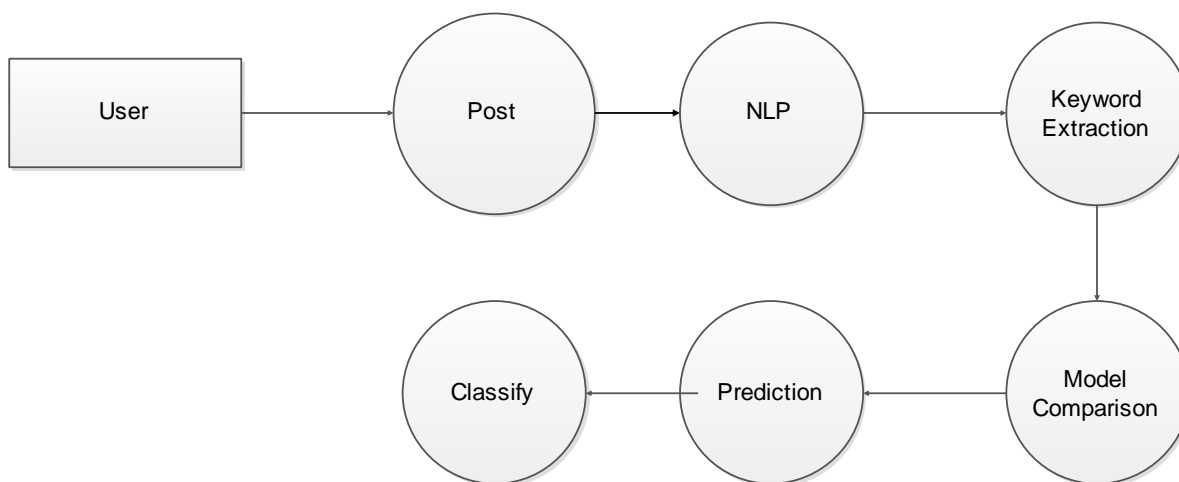 User
Post
NLP
Keyword
Extraction
Model
Comparison
Prediction
Classify